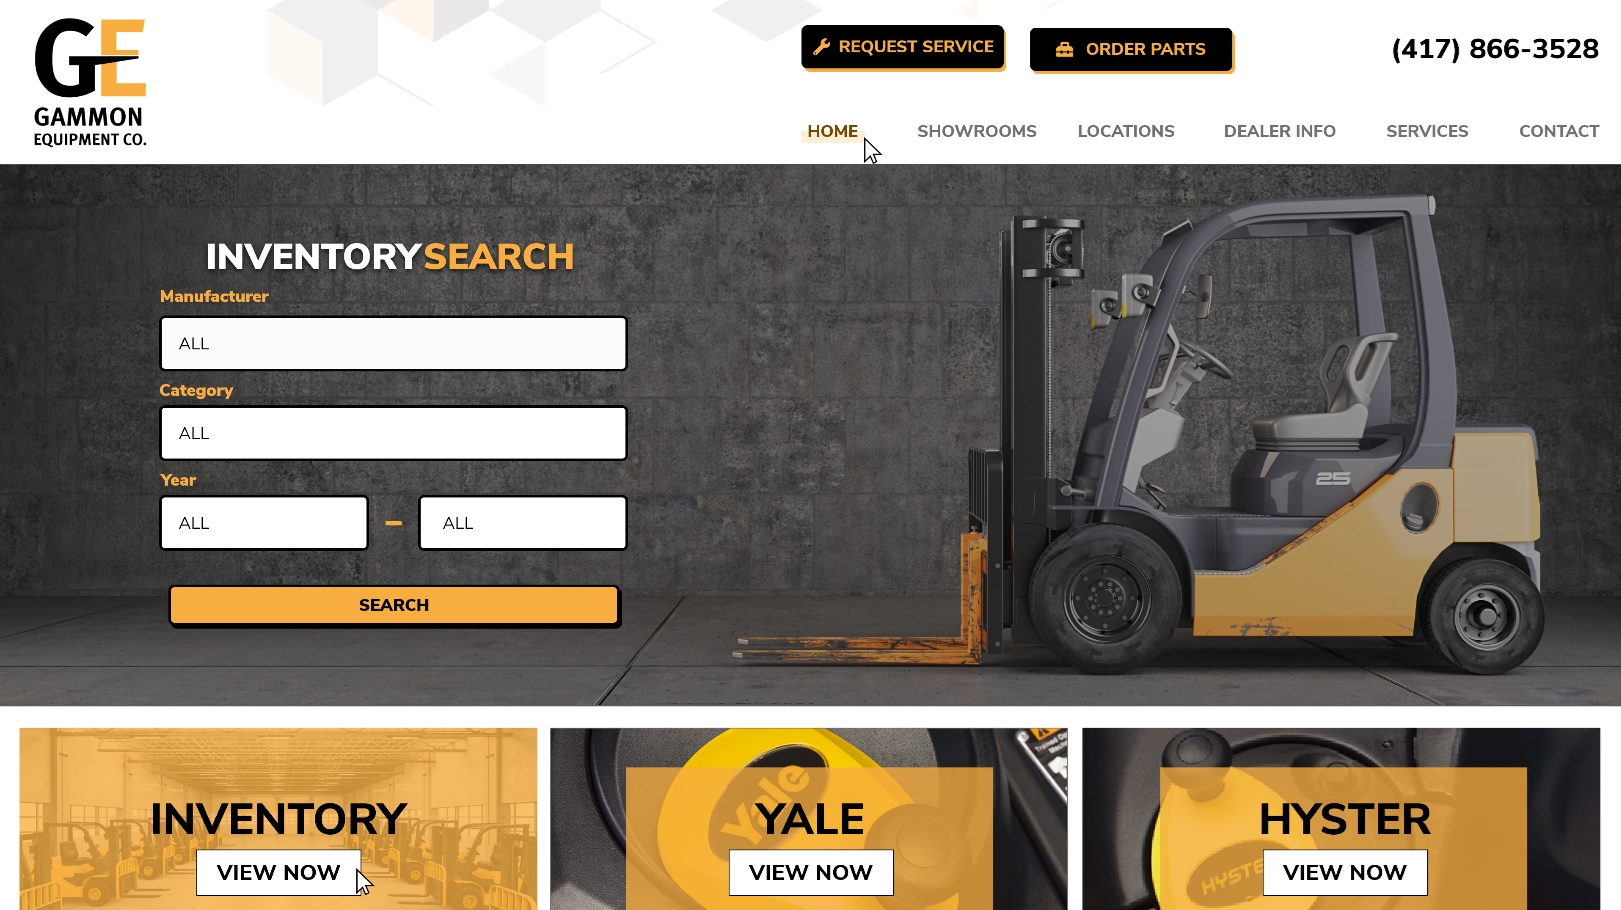 GE
GAMMON
EQUIPMENT CO.
REQUEST SERVICE
ORDER PARTS
(417) 866-3528
HOME
SHOWROOMS
LOCATIONS
DEALER INFO
SERVICES
CONTACT
INVENTORY SEARCH
Manufacturer
ALL
Category
ALL
Year
ALL – ALL
SEARCH
25
INVENTORY
VIEW NOW
Yale
YALE
VIEW NOW
HYSTER
HYSTER
VIEW NOW